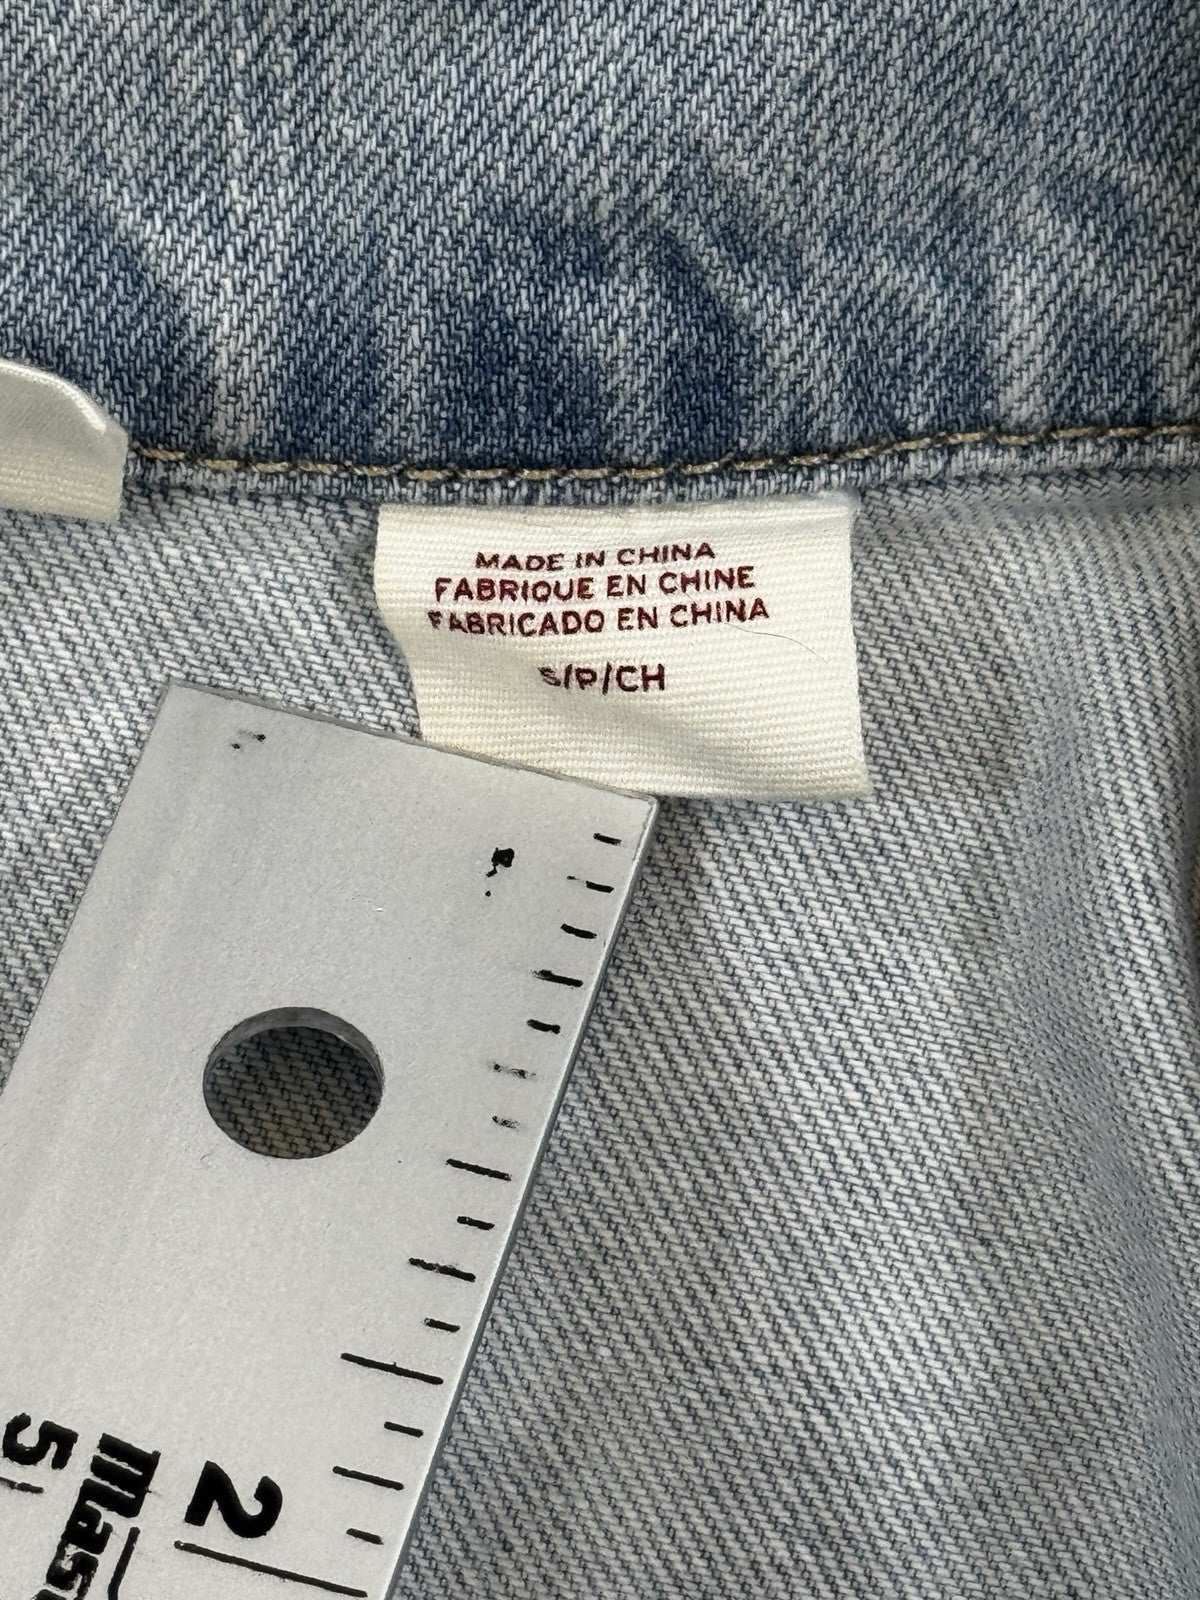 MADE IN CHINA
FABRIQUE EN CHINE
FABRICADO EN CHINA
S/P/CH
2
5